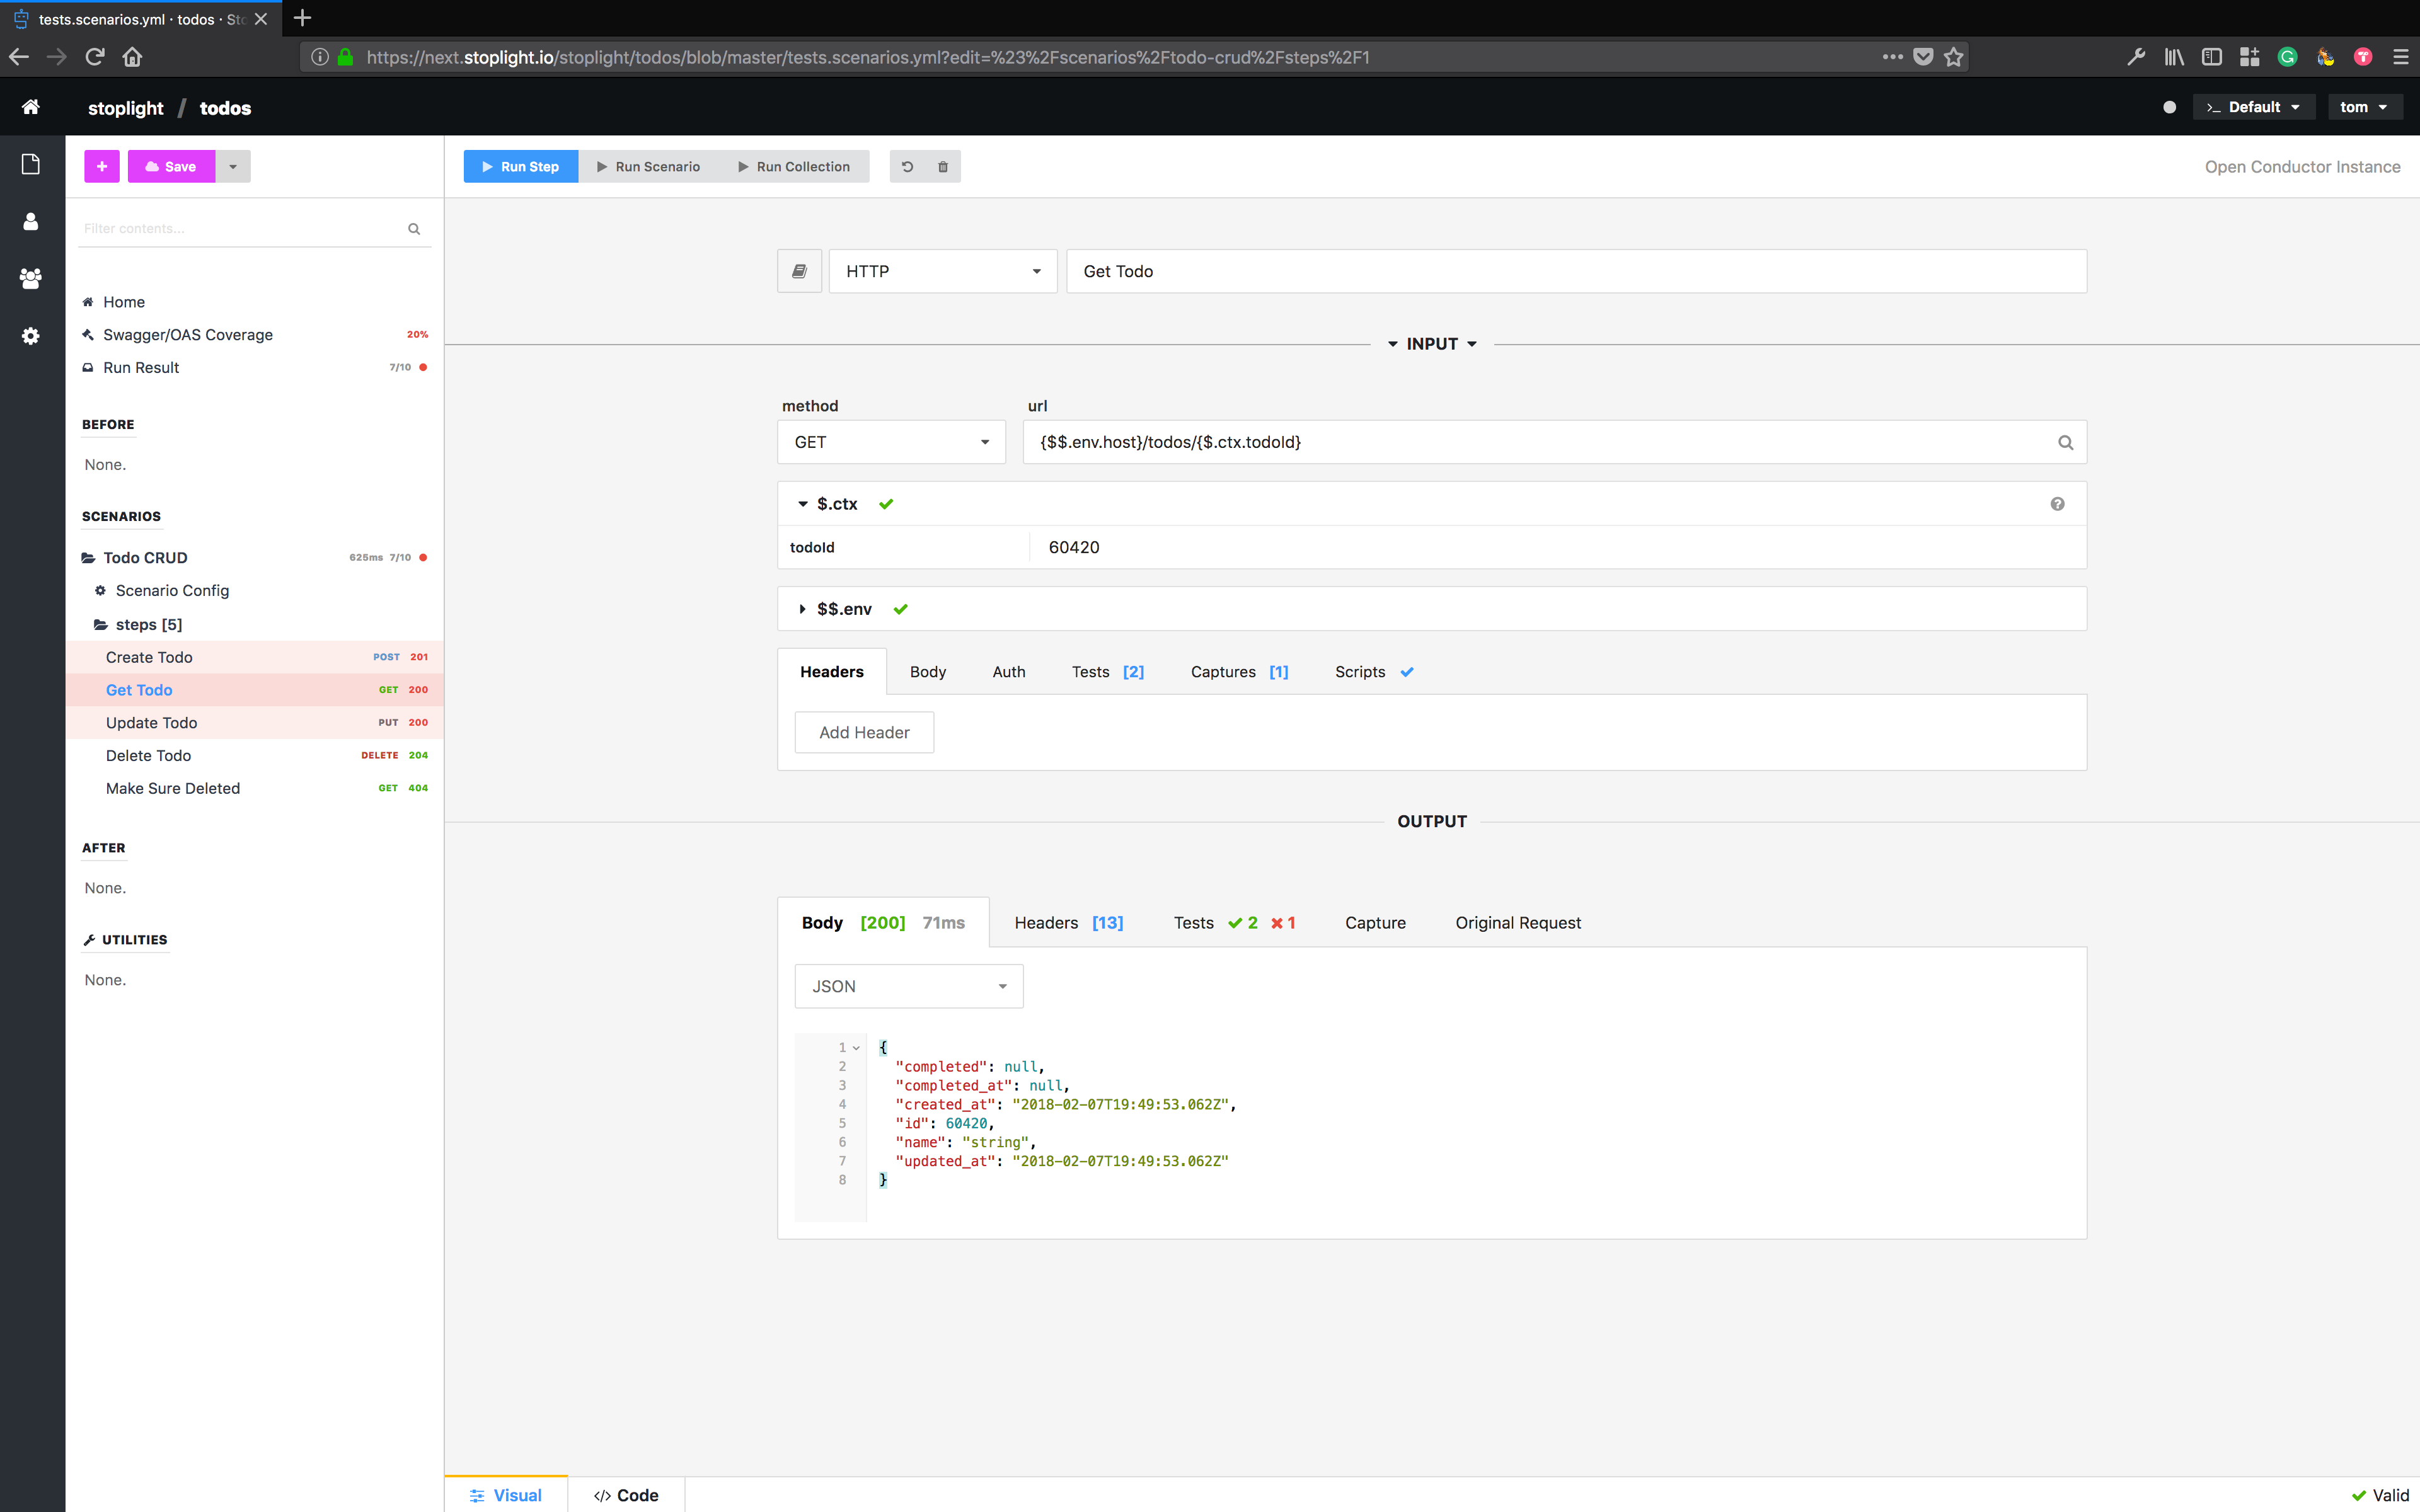 tests.scenarios.yml · todos · Sto
https://next.stoplight.io/stoplight/todos/blob/master/tests.scenarios.yml?edit=%23%2Fscenarios%2Ftodo-crud%2Fsteps%2F1
stoplight / todos
>_ Default
tom
+
Save
Run Step
Run Scenario
Run Collection
Open Conductor Instance
Filter contents...
Home
Swagger/OAS Coverage 20%
Run Result 7/10
BEFORE
None.
SCENARIOS
Todo CRUD 625ms 7/10
Scenario Config
steps [5]
Create Todo POST 201
Get Todo GET 200
Update Todo PUT 200
Delete Todo DELETE 204
Make Sure Deleted GET 404
AFTER
None.
UTILITIES
None.
HTTP
Get Todo
INPUT
method url
GET
{$$.env.host}/todos/{$.ctx.todoId}
$.ctx
todoId 60420
$$.env
Headers Body Auth Tests [2] Captures [1] Scripts
Add Header
OUTPUT
Body [200] 71ms Headers [13] Tests 2 1 Capture Original Request
JSON
1 {
2 "completed": null,
3 "completed_at": null,
4 "created_at": "2018-02-07T19:49:53.062Z",
5 "id": 60420,
6 "name": "string",
7 "updated_at": "2018-02-07T19:49:53.062Z"
8 }
Visual
</> Code
Valid